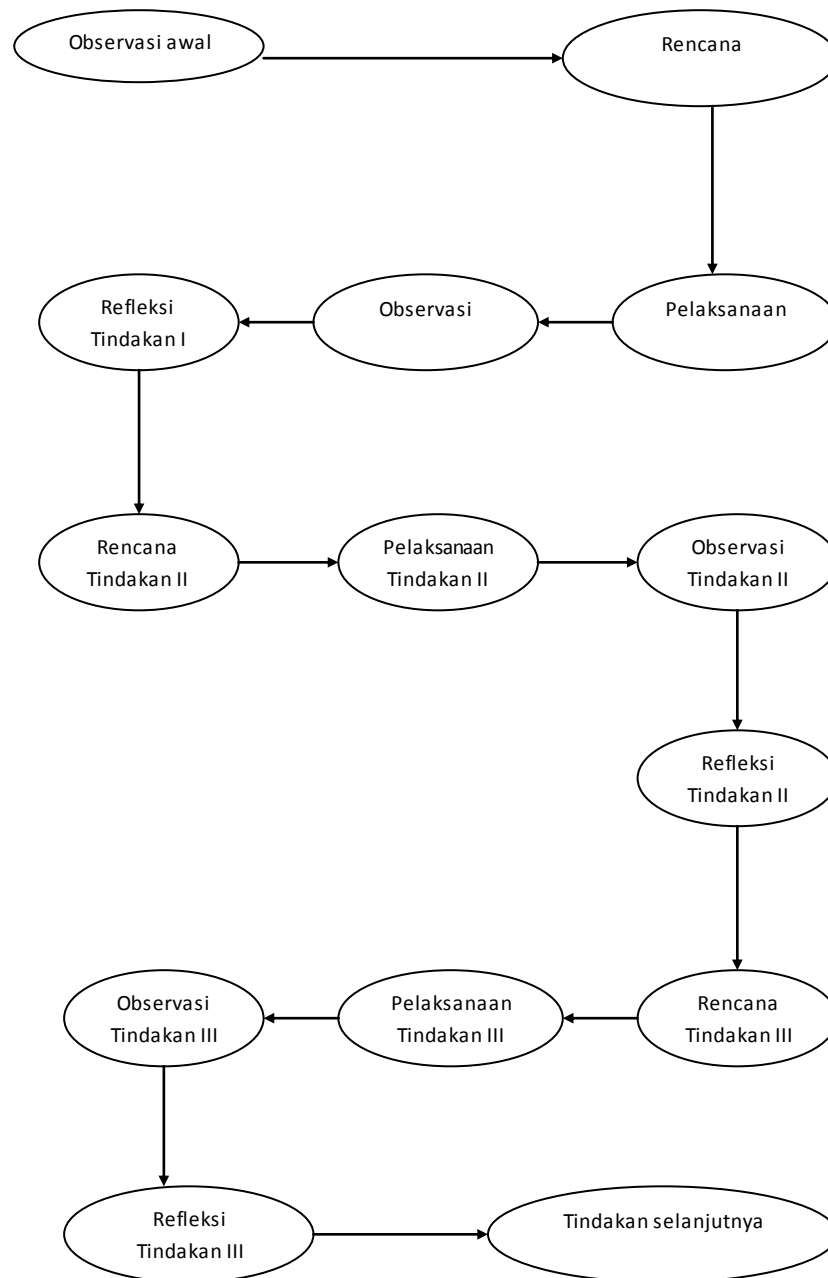 Observasi awal
Rencana
Pelaksanaan
Observasi
Refleksi
Tindakan I
Rencana
Tindakan II
Pelaksanaan
Tindakan II
Observasi
Tindakan II
Refleksi
Tindakan II
Rencana
Tindakan III
Pelaksanaan
Tindakan III
Observasi
Tindakan III
Refleksi
Tindakan III
Tindakan selanjutnya